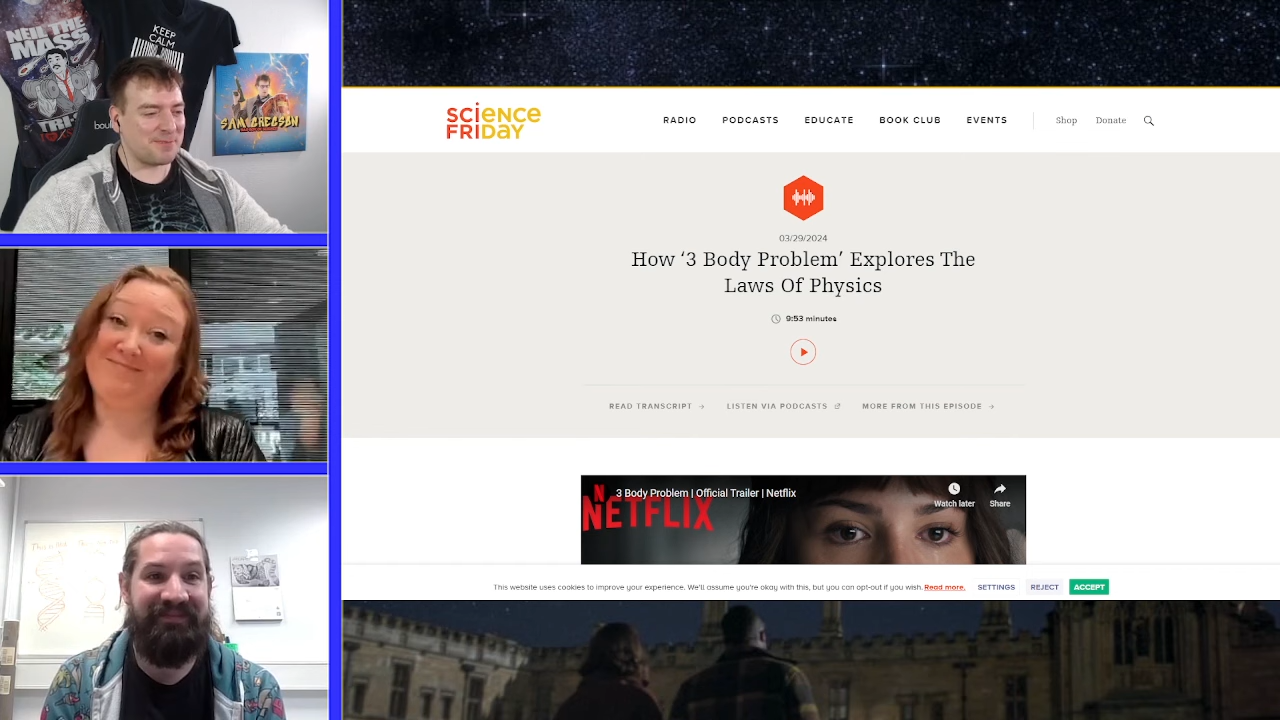 NEIL THE
MASS
TRI
KEEP
CALM
SAM GREGSON
SCIENCE
FRIDAY
RADIO
PODCASTS
EDUCATE
BOOK CLUB
EVENTS
Shop
Donate
03/29/2024
How ‘3 Body Problem’ Explores The
Laws Of Physics
9:53 minutes
READ TRANSCRIPT →
LISTEN VIA PODCASTS
MORE FROM THIS EPISODE →
3 Body Problem | Official Trailer | Netflix
Watch later
Share
N
NETFLIX
This website uses cookies to improve your experience. We'll assume you're okay with this, but you can opt-out if you wish. Read more.
SETTINGS
REJECT
ACCEPT